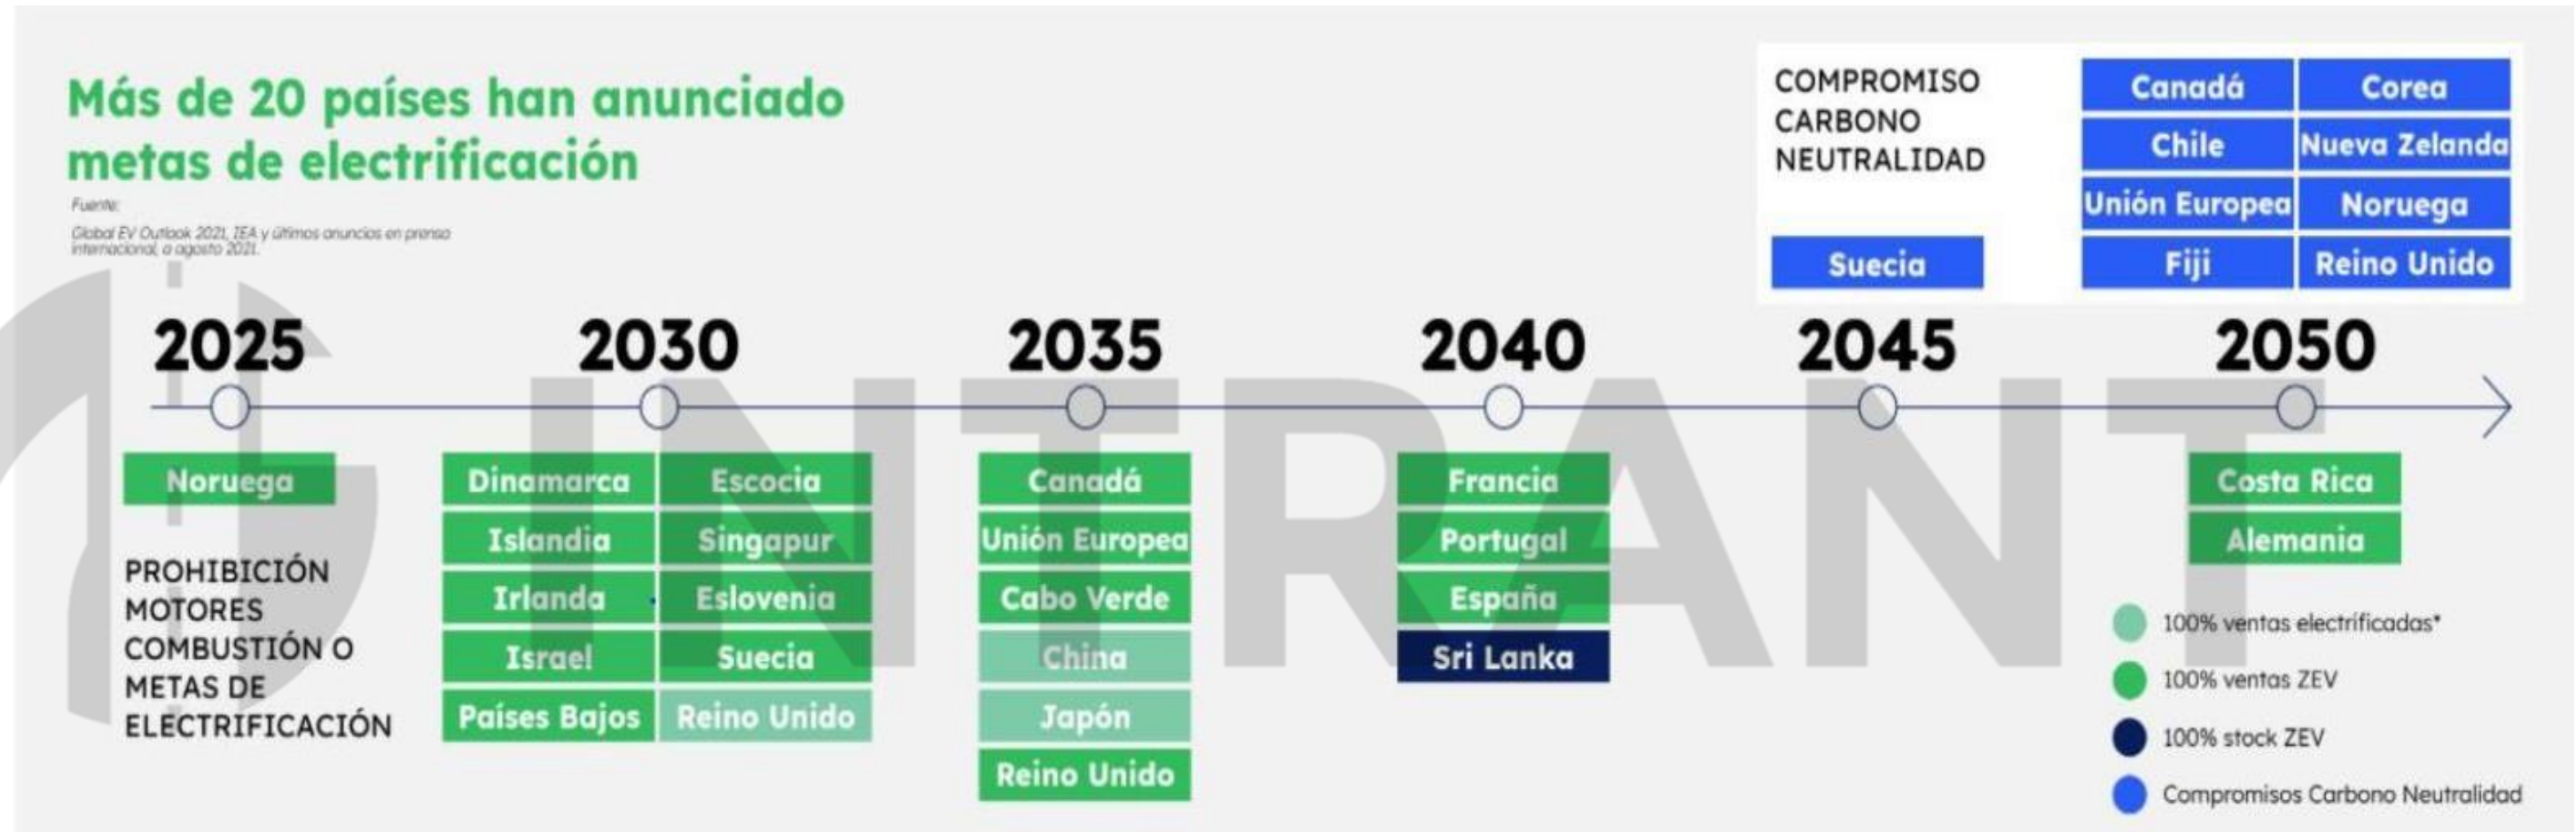 Más de 20 países han anunciado
metas de electrificación
Fuente:
Global EV Outlook 2021, IEA y últimos anuncios en prensa
internacional, a agosto 2021.
COMPROMISO
CARBONO
NEUTRALIDAD
Suecia
Canadá
Corea
Chile
Nueva Zelanda
Unión Europea
Noruega
Fiji
Reino Unido
2025
2030
2035
2040
2045
2050
Noruega
PROHIBICIÓN
MOTORES
COMBUSTIÓN O
METAS DE
ELECTRIFICACIÓN
Dinamarca
Escocia
Islandia
Singapur
Irlanda
Eslovenia
Israel
Suecia
Países Bajos
Reino Unido
Canadá
Unión Europea
Cabo Verde
China
Japón
Reino Unido
Francia
Portugal
España
Sri Lanka
Costa Rica
Alemania
100% ventas electrificadas*
100% ventas ZEV
100% stock ZEV
Compromisos Carbono Neutralidad
INTRANT